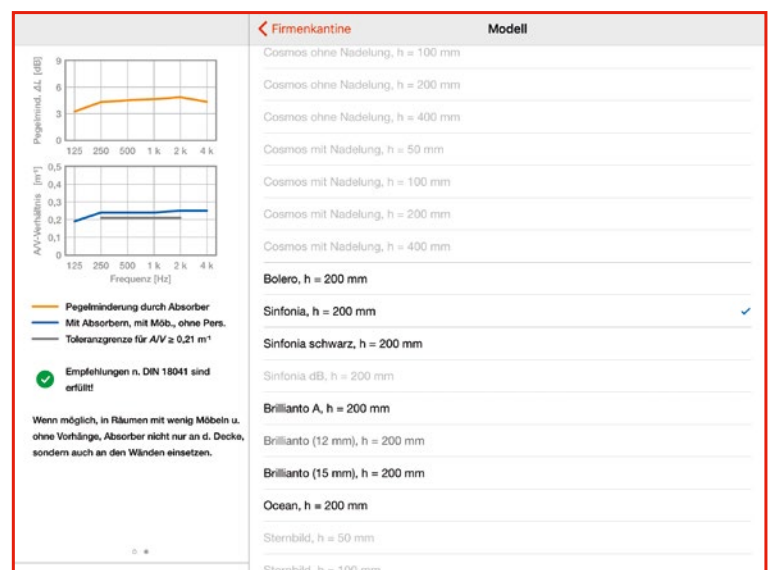 Firmenkantine
Modell
Pegelmind. ΔL [dB]
9
6
3
0
125 250 500 1 k 2 k 4 k
A/V-Verhältnis [m⁻¹]
0,5
0,4
0,3
0,2
0,1
0
125 250 500 1 k 2 k 4 k
Frequenz [Hz]
Pegelminderung durch Absorber
Mit Absorbern, mit Möb., ohne Pers.
Toleranzgrenze für A/V ≥ 0,21 m⁻¹
Empfehlungen n. DIN 18041 sind
erfüllt!
Wenn möglich, in Räumen mit wenig Möbeln u.
ohne Vorhänge, Absorber nicht nur an d. Decke,
sondern auch an den Wänden einsetzen.
Cosmos ohne Nadelung, h = 100 mm
Cosmos ohne Nadelung, h = 200 mm
Cosmos ohne Nadelung, h = 400 mm
Cosmos mit Nadelung, h = 50 mm
Cosmos mit Nadelung, h = 100 mm
Cosmos mit Nadelung, h = 200 mm
Cosmos mit Nadelung, h = 400 mm
Bolero, h = 200 mm
Sinfonia, h = 200 mm
Sinfonia schwarz, h = 200 mm
Sinfonia dB, h = 200 mm
Brillianto A, h = 200 mm
Brillianto (12 mm), h = 200 mm
Brillianto (15 mm), h = 200 mm
Ocean, h = 200 mm
Sternbild, h = 50 mm
Sternbild, h = 100 mm